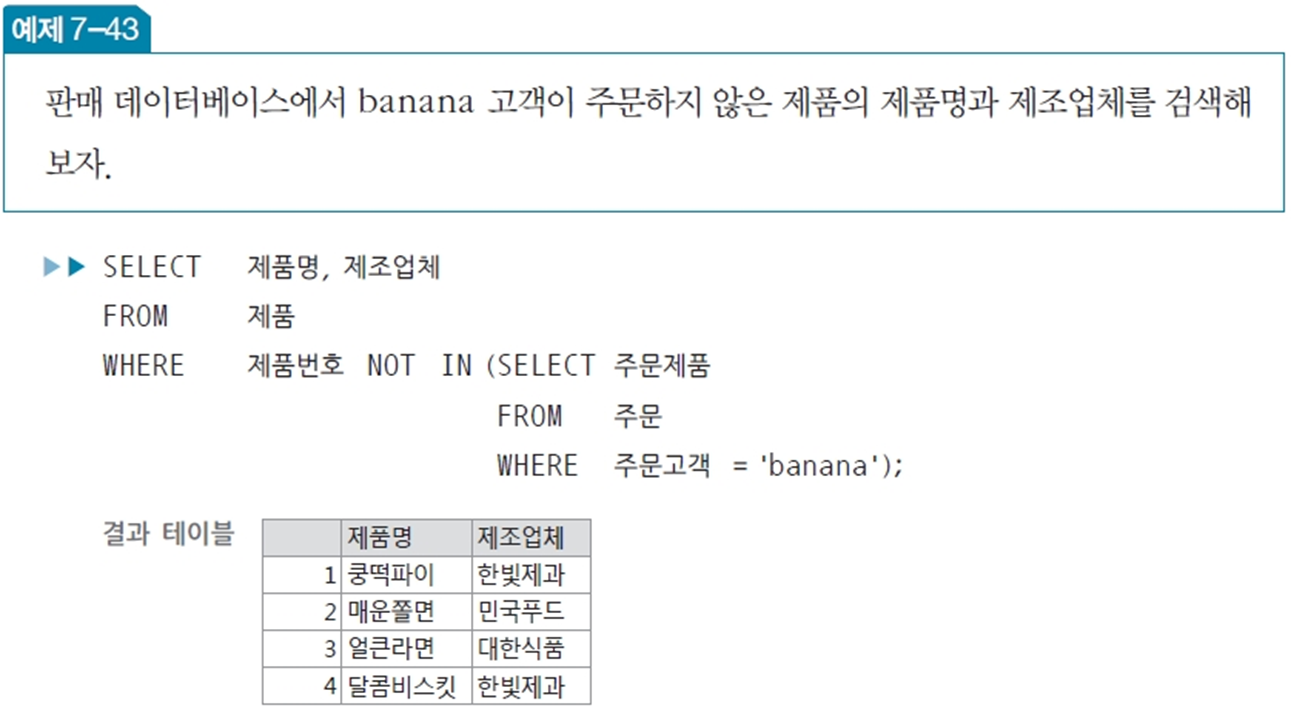 예제 7-43
판매 데이터베이스에서 banana 고객이 주문하지 않은 제품의 제품명과 제조업체를 검색해
보자.
SELECT 제품명, 제조업체
FROM 제품
WHERE 제품번호 NOT IN (SELECT 주문제품
FROM 주문
WHERE 주문고객 = 'banana');
결과 테이블
제품명 제조업체
1 쿵떡파이 한빛제과
2 매운쫄면 민국푸드
3 얼큰라면 대한식품
4 달콤비스킷 한빛제과